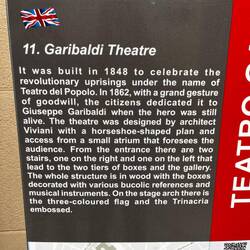 11. Garibaldi Theatre
It was built in 1848 to celebrate the
revolutionary uprisings under the name of
Teatro del Popolo. In 1862, with a grand gesture
of goodwill, the citizens dedicated it to
Giuseppe Garibaldi when the hero was still
alive. The theatre was designed by architect
Viviani with a horseshoe-shaped plan and
access from a small atrium that foresees the
audience. From the entrance there are two
stairs, one on the right and one on the left that
lead to the two tiers of boxes and the gallery.
The whole structure is in wood with the boxes
decorated with various bucolic references and
musical instruments. On the stage arch there is
the three-coloured flag and the Trinacria
embossed.
TEATRO